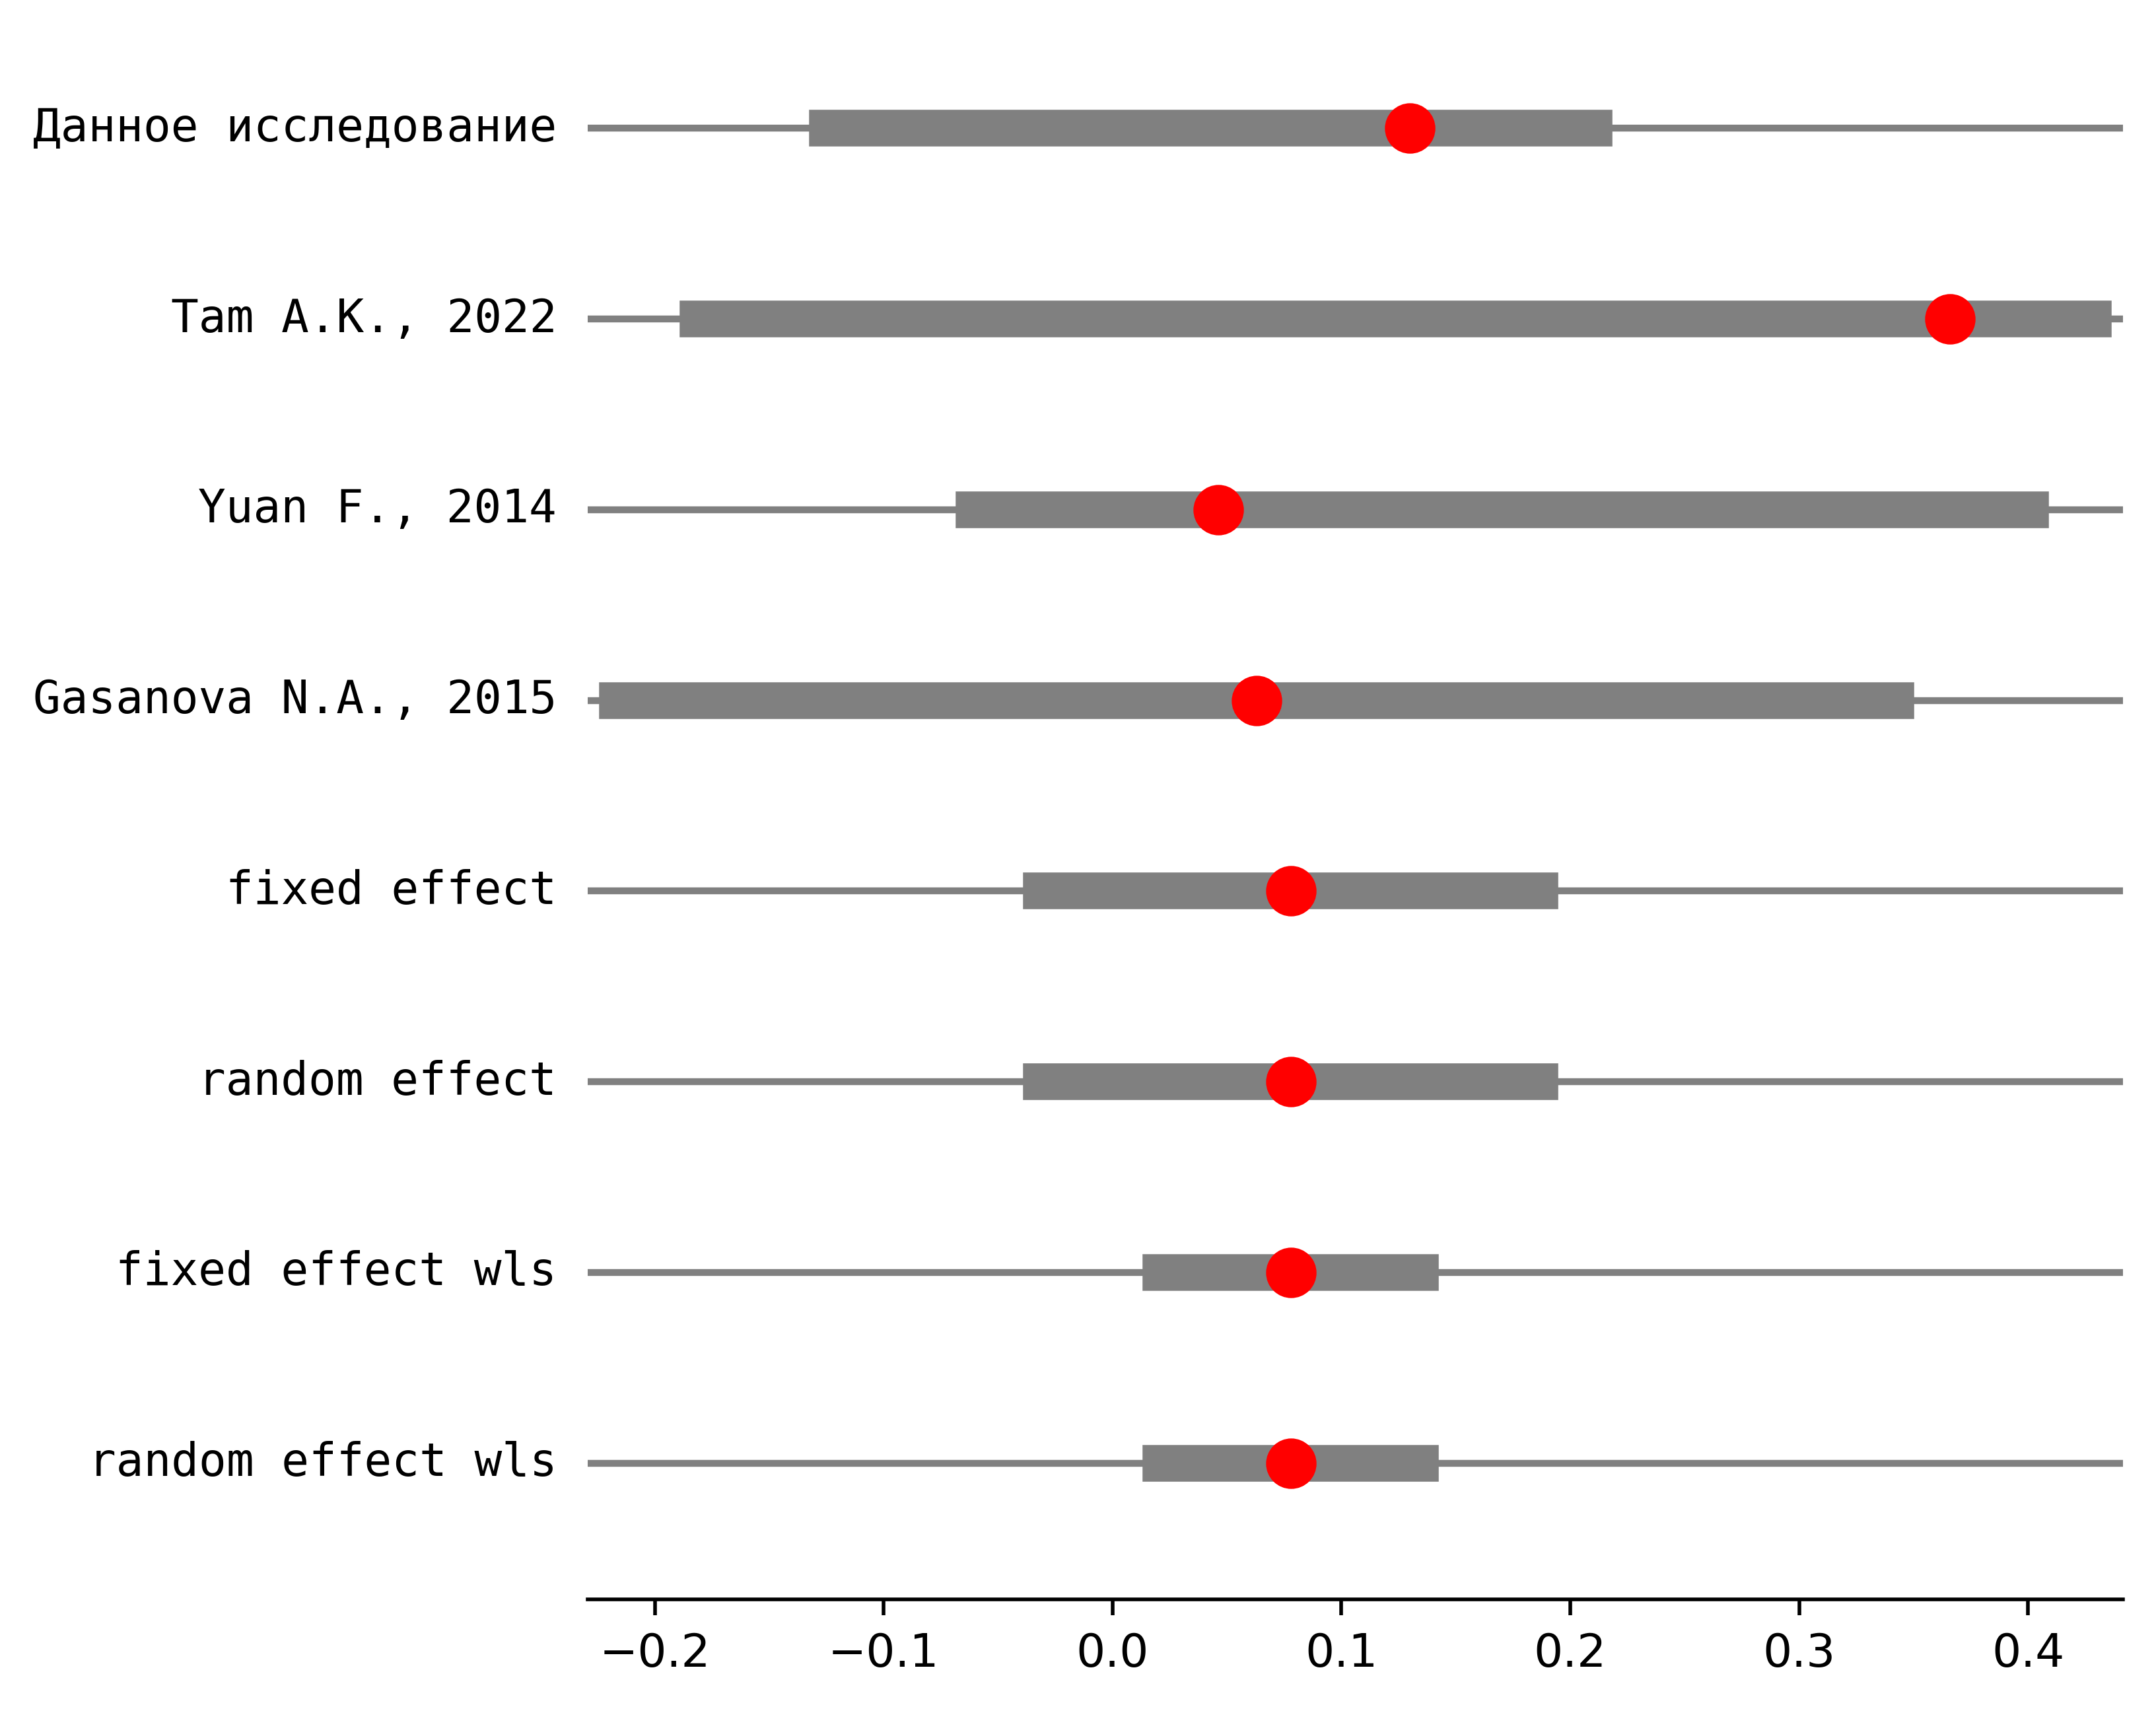 Данное исследование
Tam A.K., 2022
Yuan F., 2014
Gasanova N.A., 2015
fixed effect
random effect
fixed effect wls
random effect wls
−0.2 −0.1 0.0 0.1 0.2 0.3 0.4